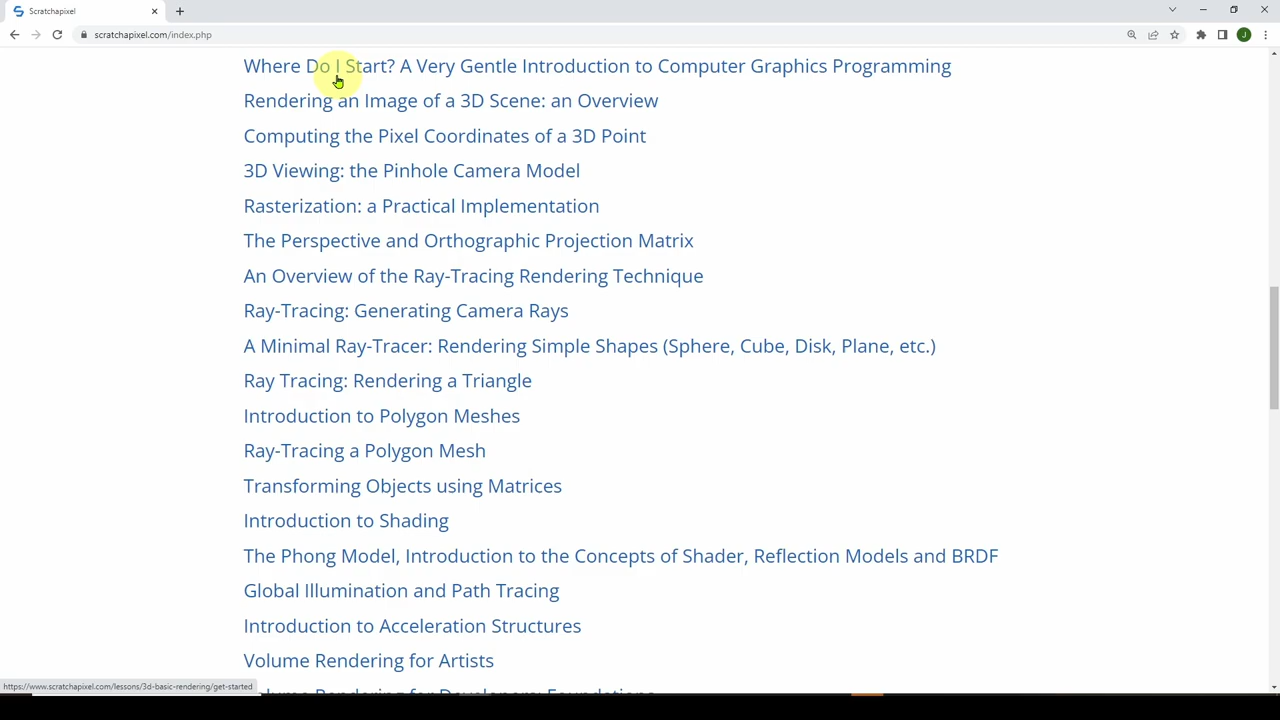 Scratchapixel
scratchapixel.com/index.php
J
Where Do I Start? A Very Gentle Introduction to Computer Graphics Programming
Rendering an Image of a 3D Scene: an Overview
Computing the Pixel Coordinates of a 3D Point
3D Viewing: the Pinhole Camera Model
Rasterization: a Practical Implementation
The Perspective and Orthographic Projection Matrix
An Overview of the Ray-Tracing Rendering Technique
Ray-Tracing: Generating Camera Rays
A Minimal Ray-Tracer: Rendering Simple Shapes (Sphere, Cube, Disk, Plane, etc.)
Ray Tracing: Rendering a Triangle
Introduction to Polygon Meshes
Ray-Tracing a Polygon Mesh
Transforming Objects using Matrices
Introduction to Shading
The Phong Model, Introduction to the Concepts of Shader, Reflection Models and BRDF
Global Illumination and Path Tracing
Introduction to Acceleration Structures
Volume Rendering for Artists
https://www.scratchapixel.com/lessons/3d-basic-rendering/get-started
Rendering for Developers: Foundations